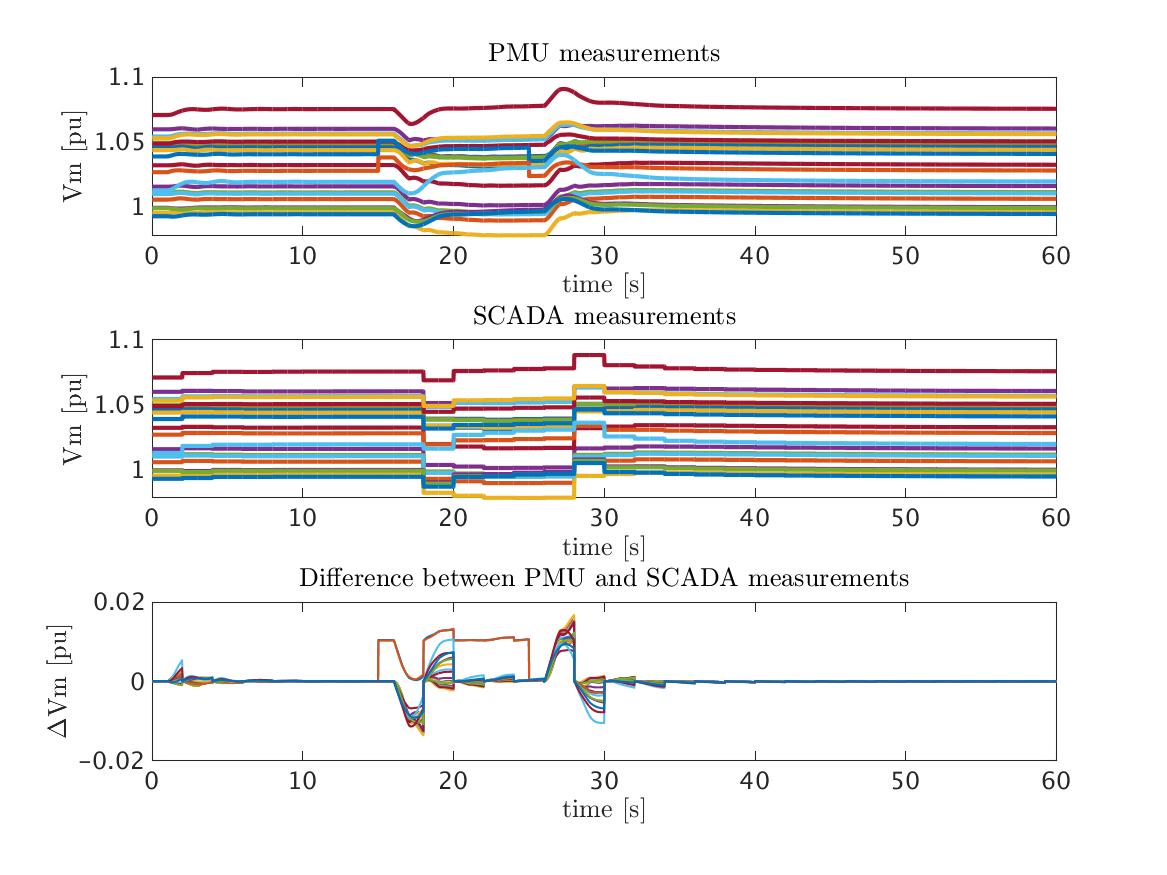 PMU measurements
1.1
1.05
1
Vm [pu]
0 10 20 30 40 50 60
time [s]
SCADA measurements
1.1
1.05
1
Vm [pu]
0 10 20 30 40 50 60
time [s]
Difference between PMU and SCADA measurements
0.02
0
-0.02
ΔVm [pu]
0 10 20 30 40 50 60
time [s]